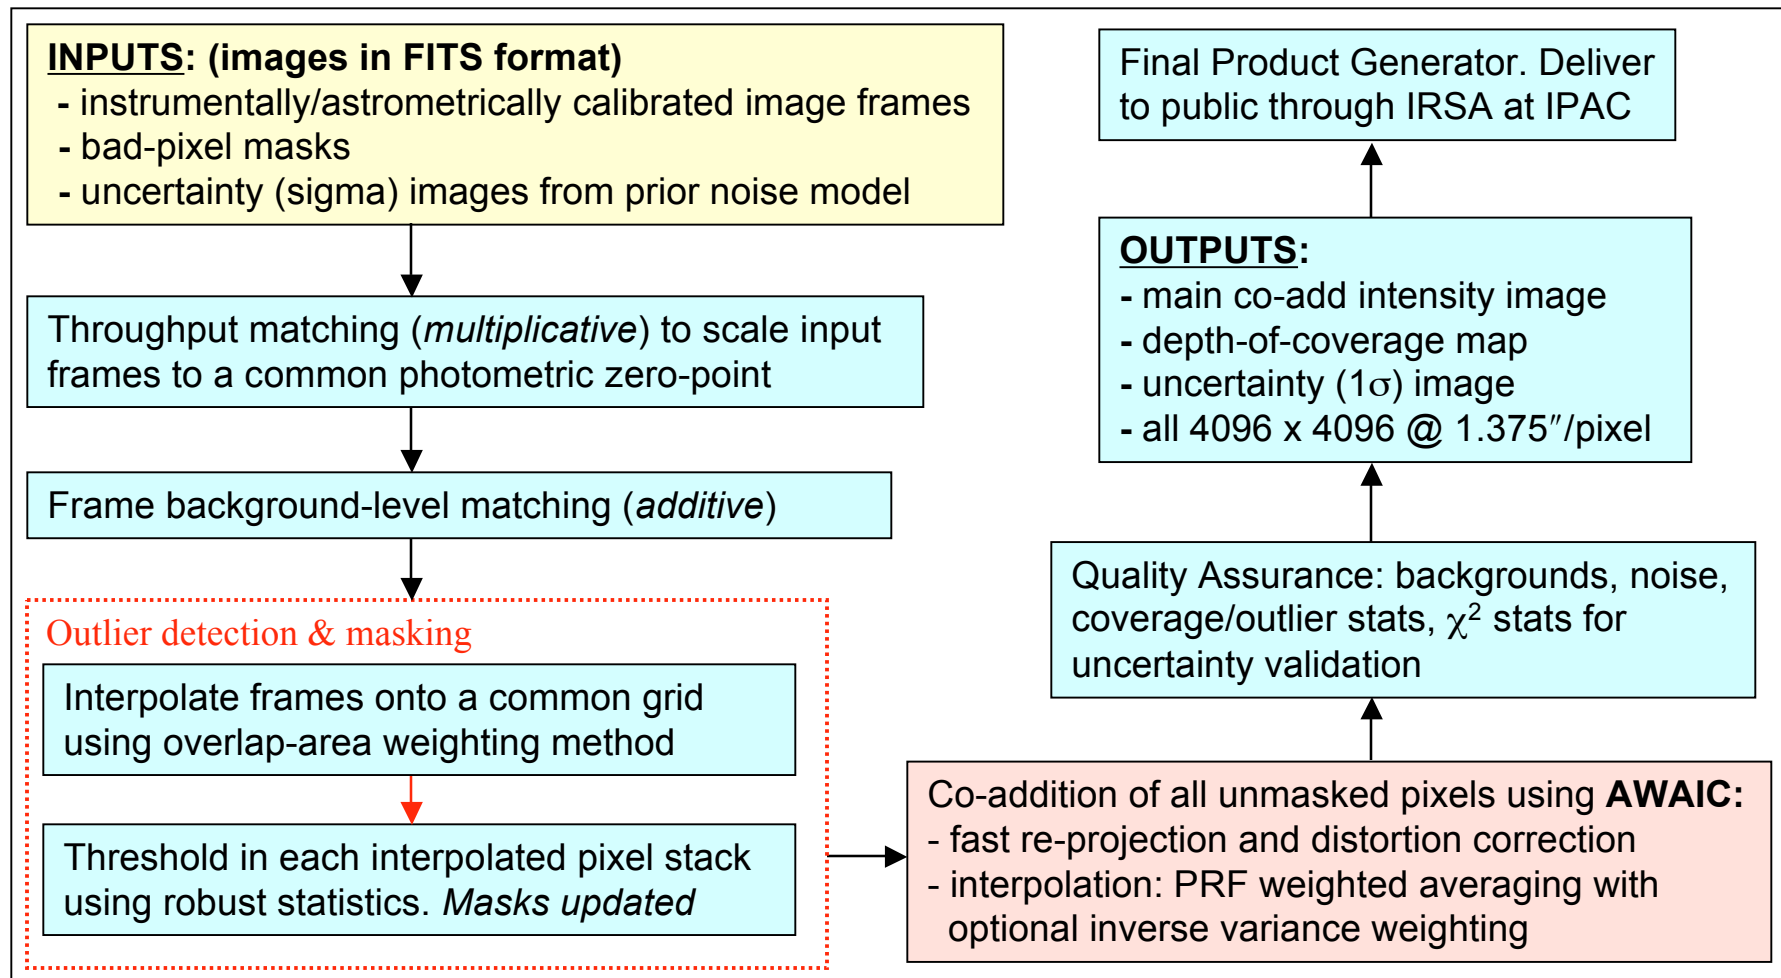 INPUTS: (images in FITS format)
- instrumentally/astrometrically calibrated image frames
- bad-pixel masks
- uncertainty (sigma) images from prior noise model
Throughput matching (multiplicative) to scale input
frames to a common photometric zero-point
Frame background-level matching (additive)
Outlier detection & masking
Interpolate frames onto a common grid
using overlap-area weighting method
Threshold in each interpolated pixel stack
using robust statistics. Masks updated
Co-addition of all unmasked pixels using AWAIC:
- fast re-projection and distortion correction
- interpolation: PRF weighted averaging with
optional inverse variance weighting
Quality Assurance: backgrounds, noise,
coverage/outlier stats, χ² stats for
uncertainty validation
OUTPUTS:
- main co-add intensity image
- depth-of-coverage map
- uncertainty (1σ) image
- all 4096 x 4096 @ 1.375″/pixel
Final Product Generator. Deliver
to public through IRSA at IPAC